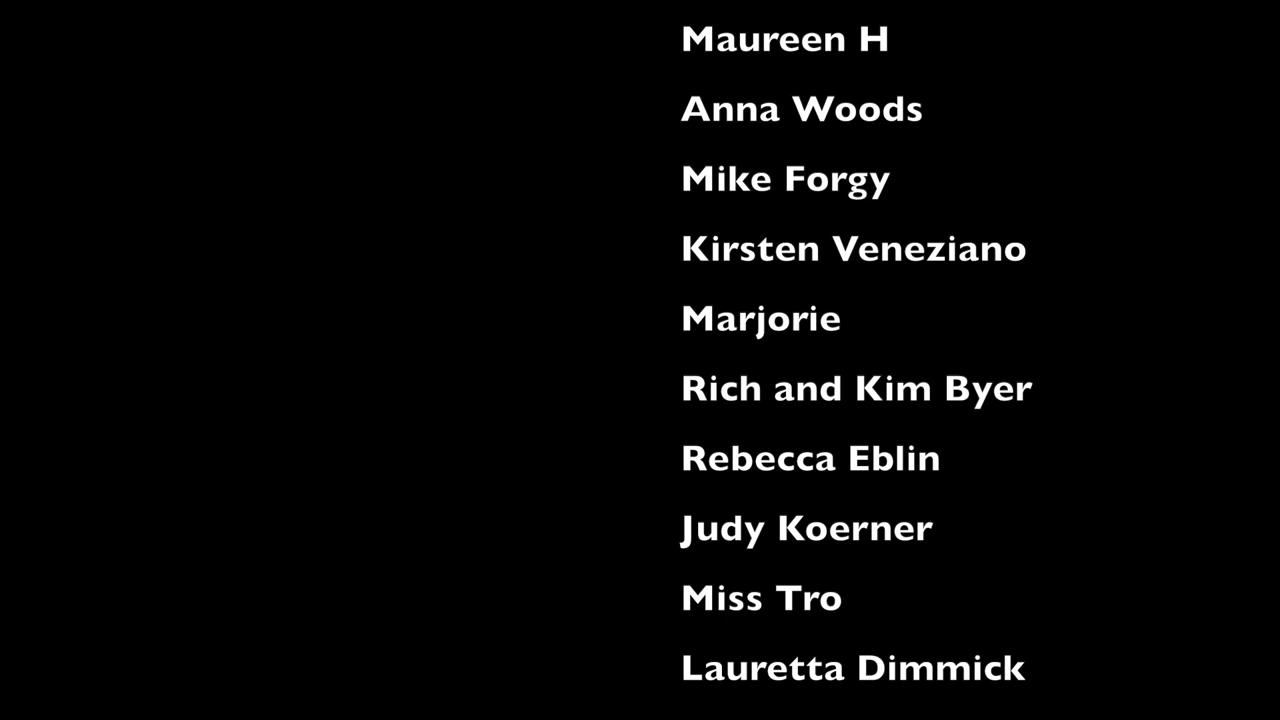 Maureen H
Anna Woods
Mike Forgy
Kirsten Veneziano
Marjorie
Rich and Kim Byer
Rebecca Eblin
Judy Koerner
Miss Tro
Lauretta Dimmick